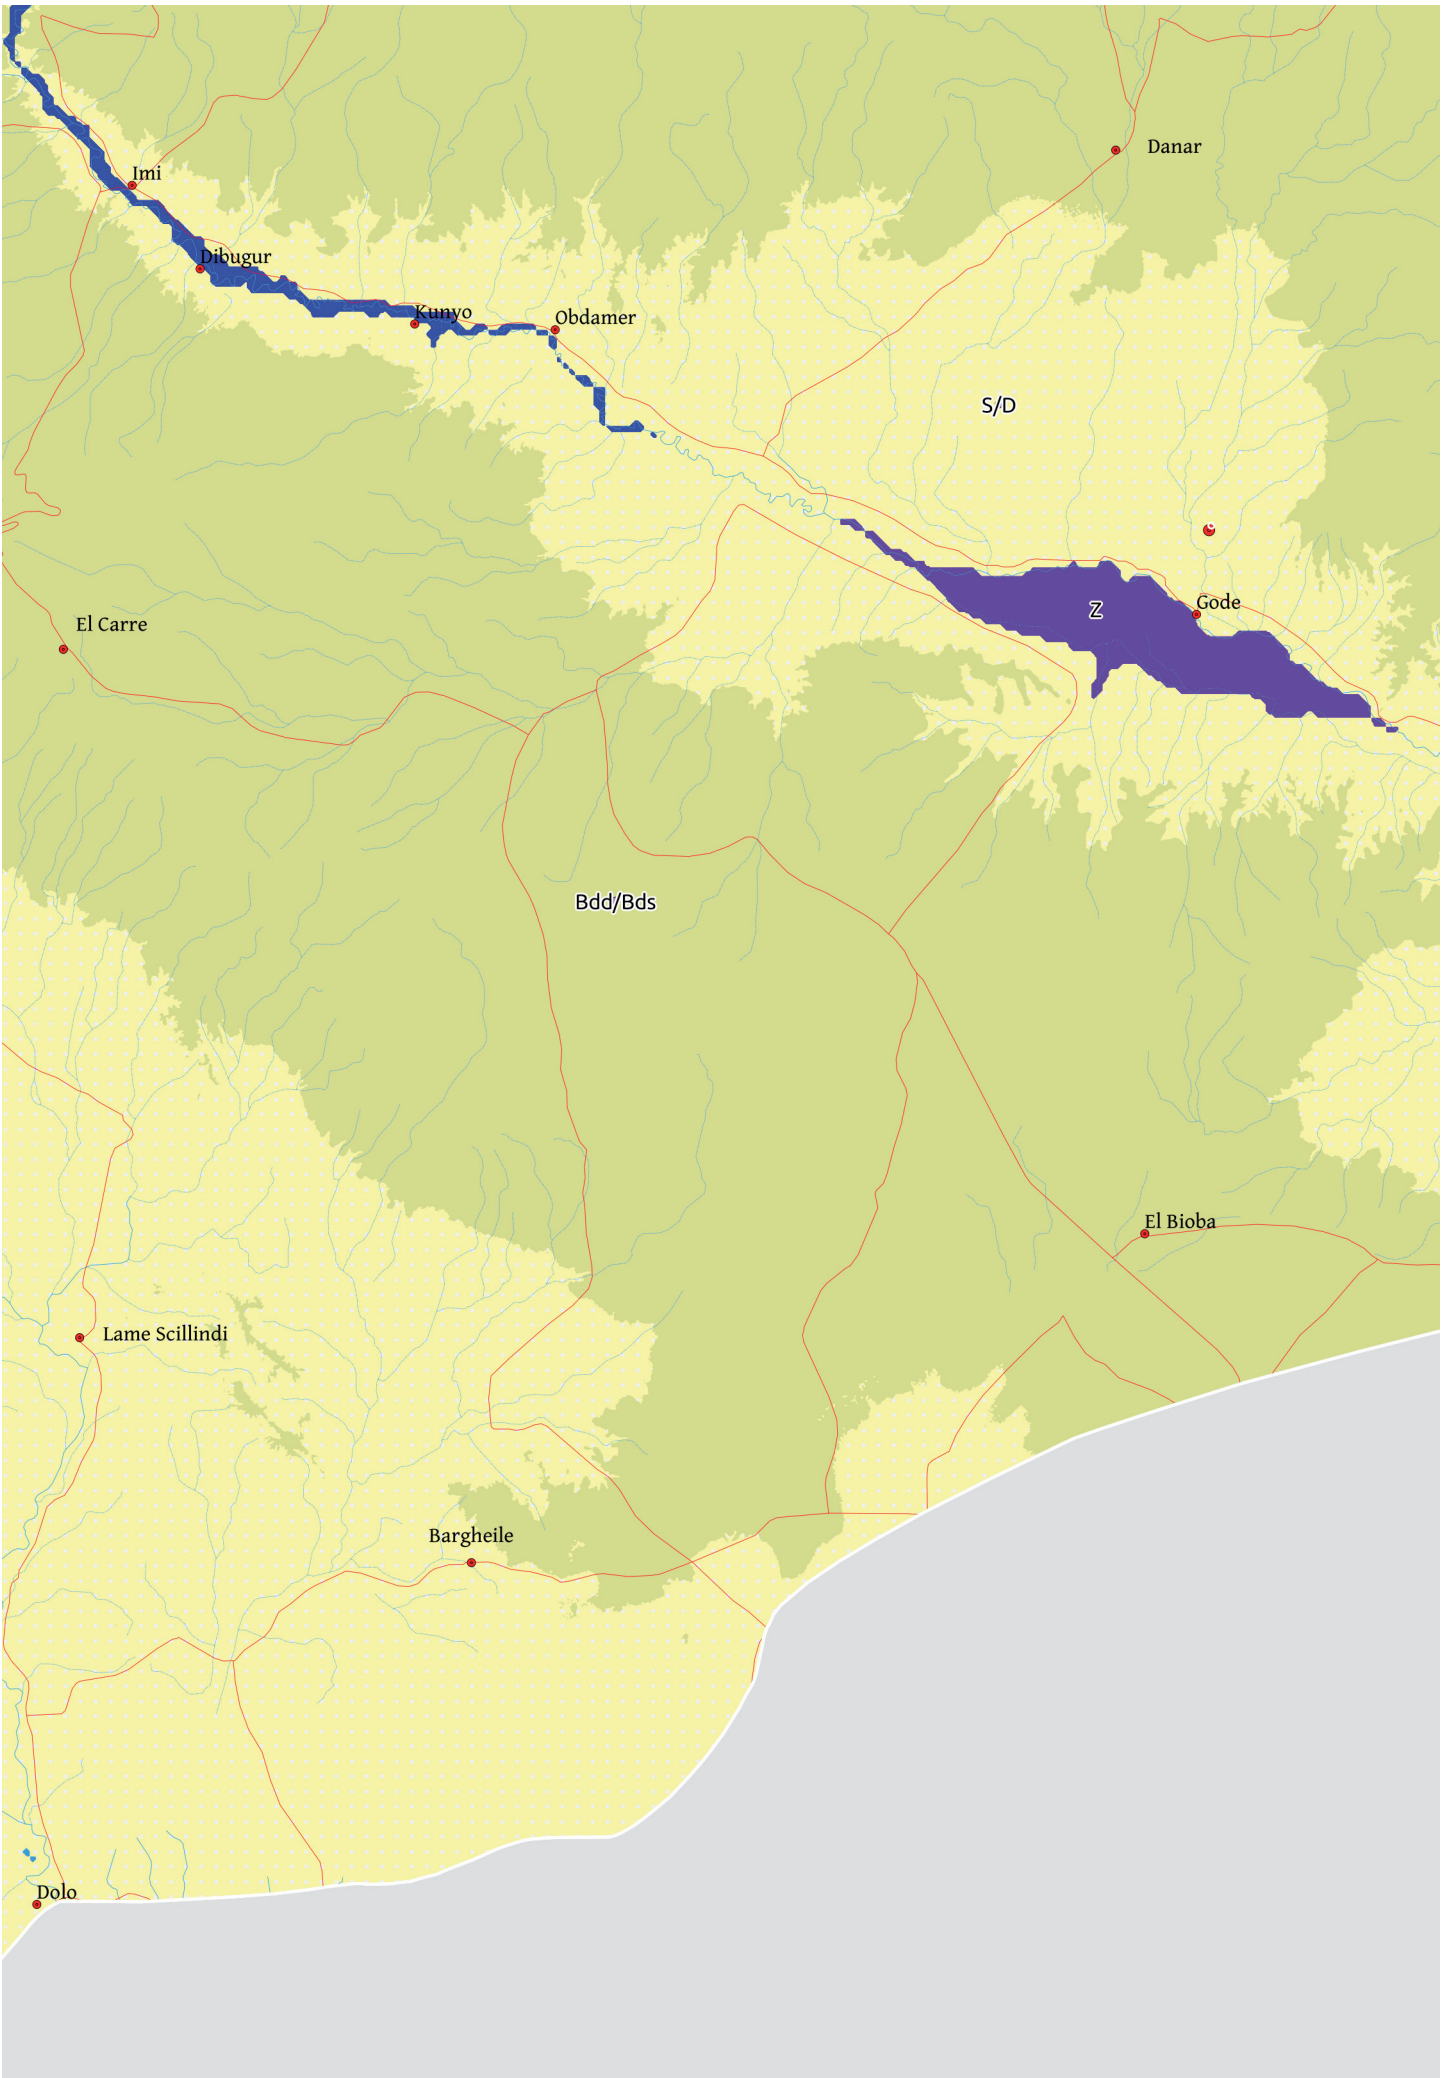 Danar
Imi
Dibugur
Kunyo
Obdamer
S/D
Z
Gode
El Carre
Bdd/Bds
El Bioba
Lame Scillindi
Bargheile
Dolo